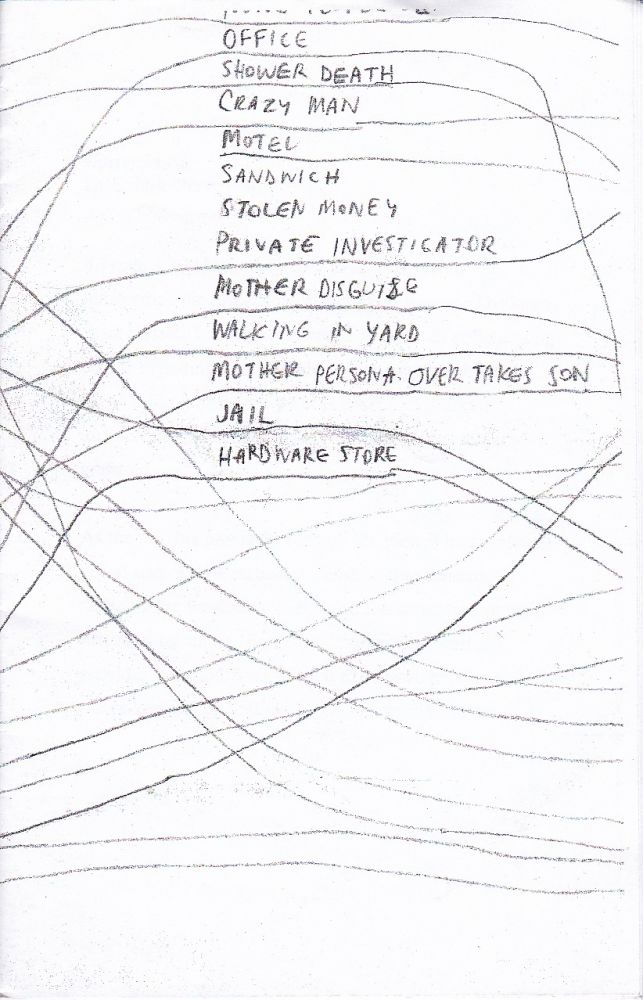 OFFICE
SHOWER DEATH
CRAZY MAN
MOTEL
SANDWICH
STOLEN MONEY
PRIVATE INVESTIGATOR
MOTHER DISGUISE
WALKING IN YARD
MOTHER PERSONA OVER TAKES SON
JAIL
HARDWARE STORE